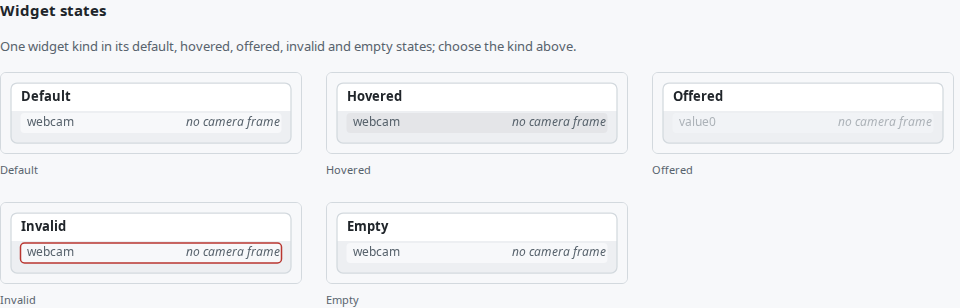 Widget states
One widget kind in its default, hovered, offered, invalid and empty states; choose the kind above.
Default
webcam no camera frame
Default
Hovered
webcam no camera frame
Hovered
Offered
value0 no camera frame
Offered
Invalid
webcam no camera frame
Invalid
Empty
webcam no camera frame
Empty